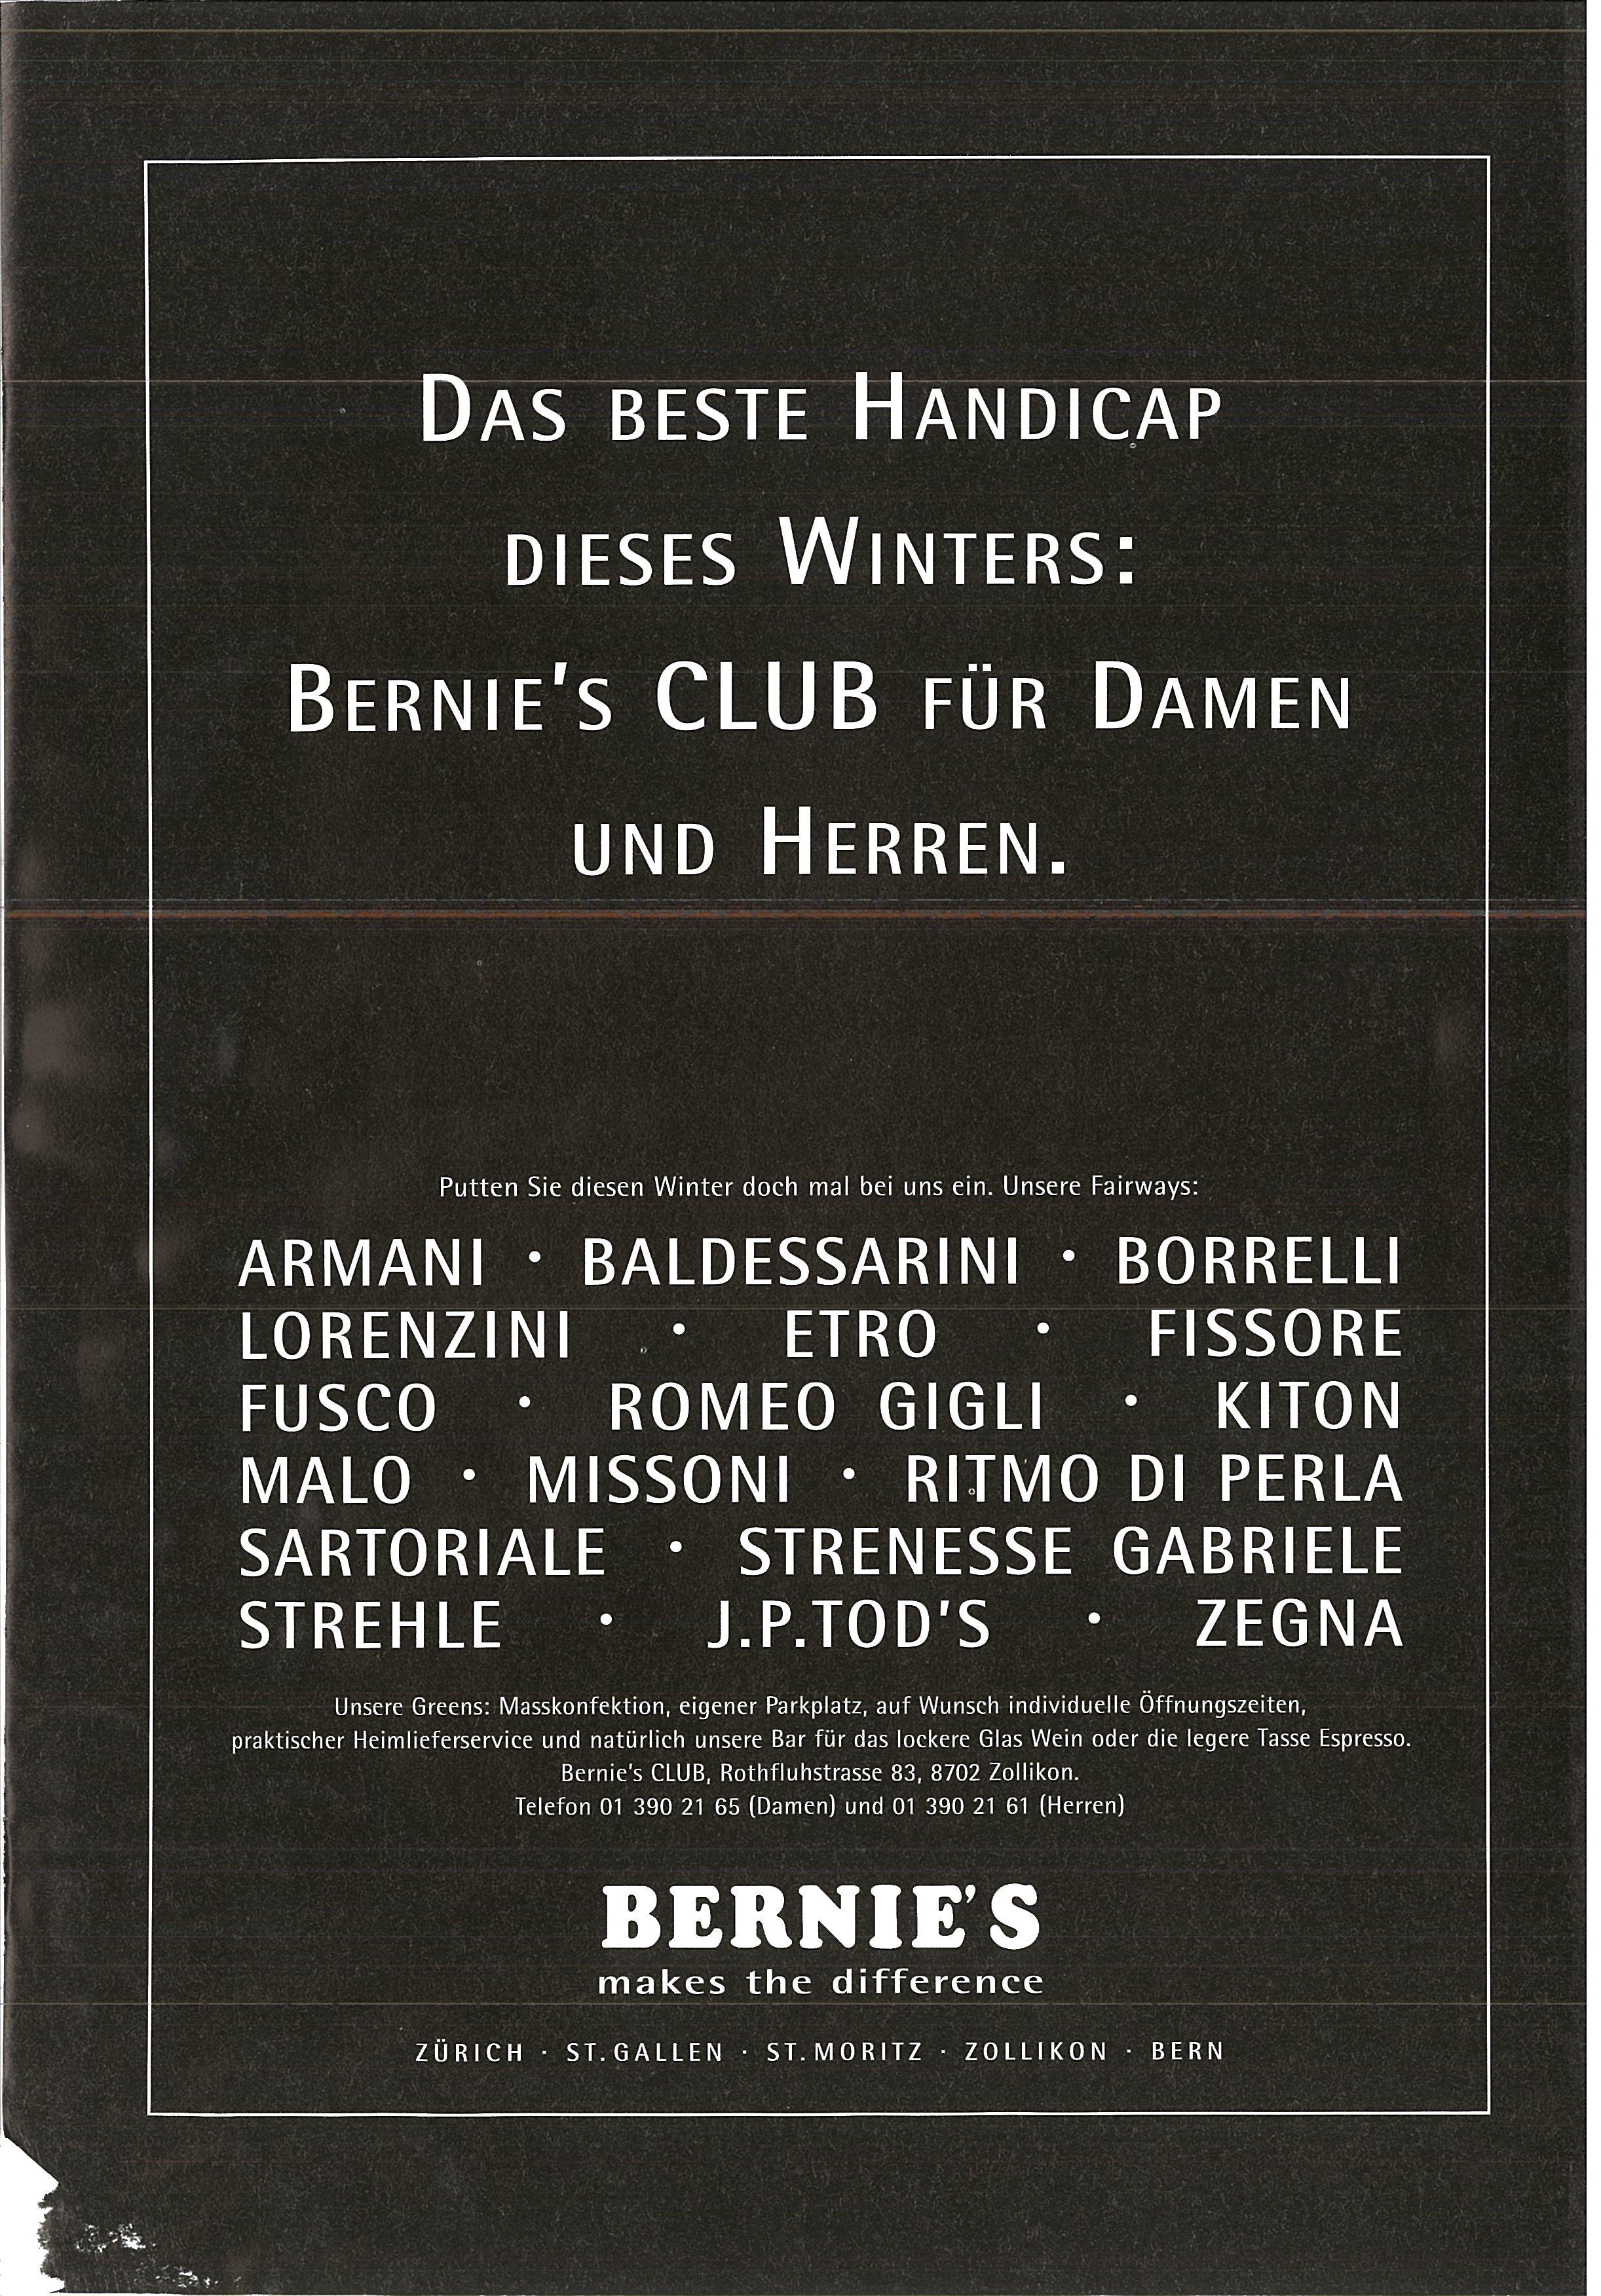 Das beste Handicap
dieses Winters:
Bernie's CLUB für Damen
und Herren.
Putten Sie diesen Winter doch mal bei uns ein. Unsere Fairways:
ARMANI · BALDESSARINI · BORRELLI
LORENZINI · ETRO · FISSORE
FUSCO · ROMEO GIGLI · KITON
MALO · MISSONI · RITMO DI PERLA
SARTORIALE · STRENESSE GABRIELE
STREHLE · J.P.TOD'S · ZEGNA
Unsere Greens: Masskonfektion, eigener Parkplatz, auf Wunsch individuelle Öffnungszeiten,
praktischer Heimlieferservice und natürlich unsere Bar für das lockere Glas Wein oder die legere Tasse Espresso.
Bernie's CLUB, Rothfluhstrasse 83, 8702 Zollikon.
Telefon 01 390 21 65 (Damen) und 01 390 21 61 (Herren)
BERNIE'S
makes the difference
ZÜRICH · ST.GALLEN · ST.MORITZ · ZOLLIKON · BERN